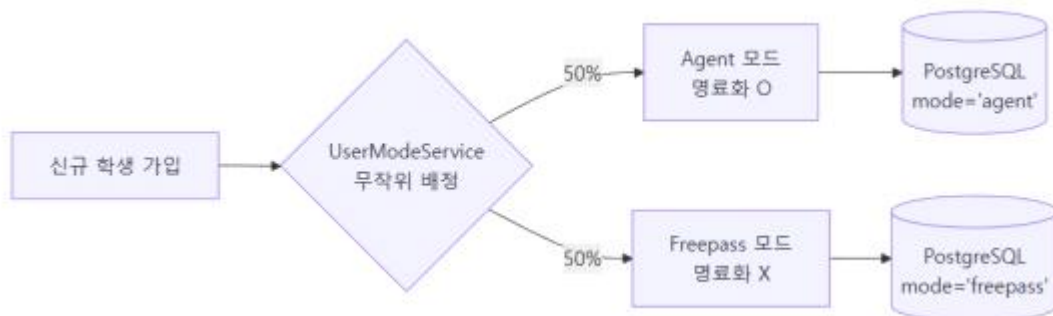 신규 학생 가입
UserModeService
무작위 배정
50%
Agent 모드
명료화 O
PostgreSQL
mode='agent'
50%
Freepass 모드
명료화 X
PostgreSQL
mode='freepass'